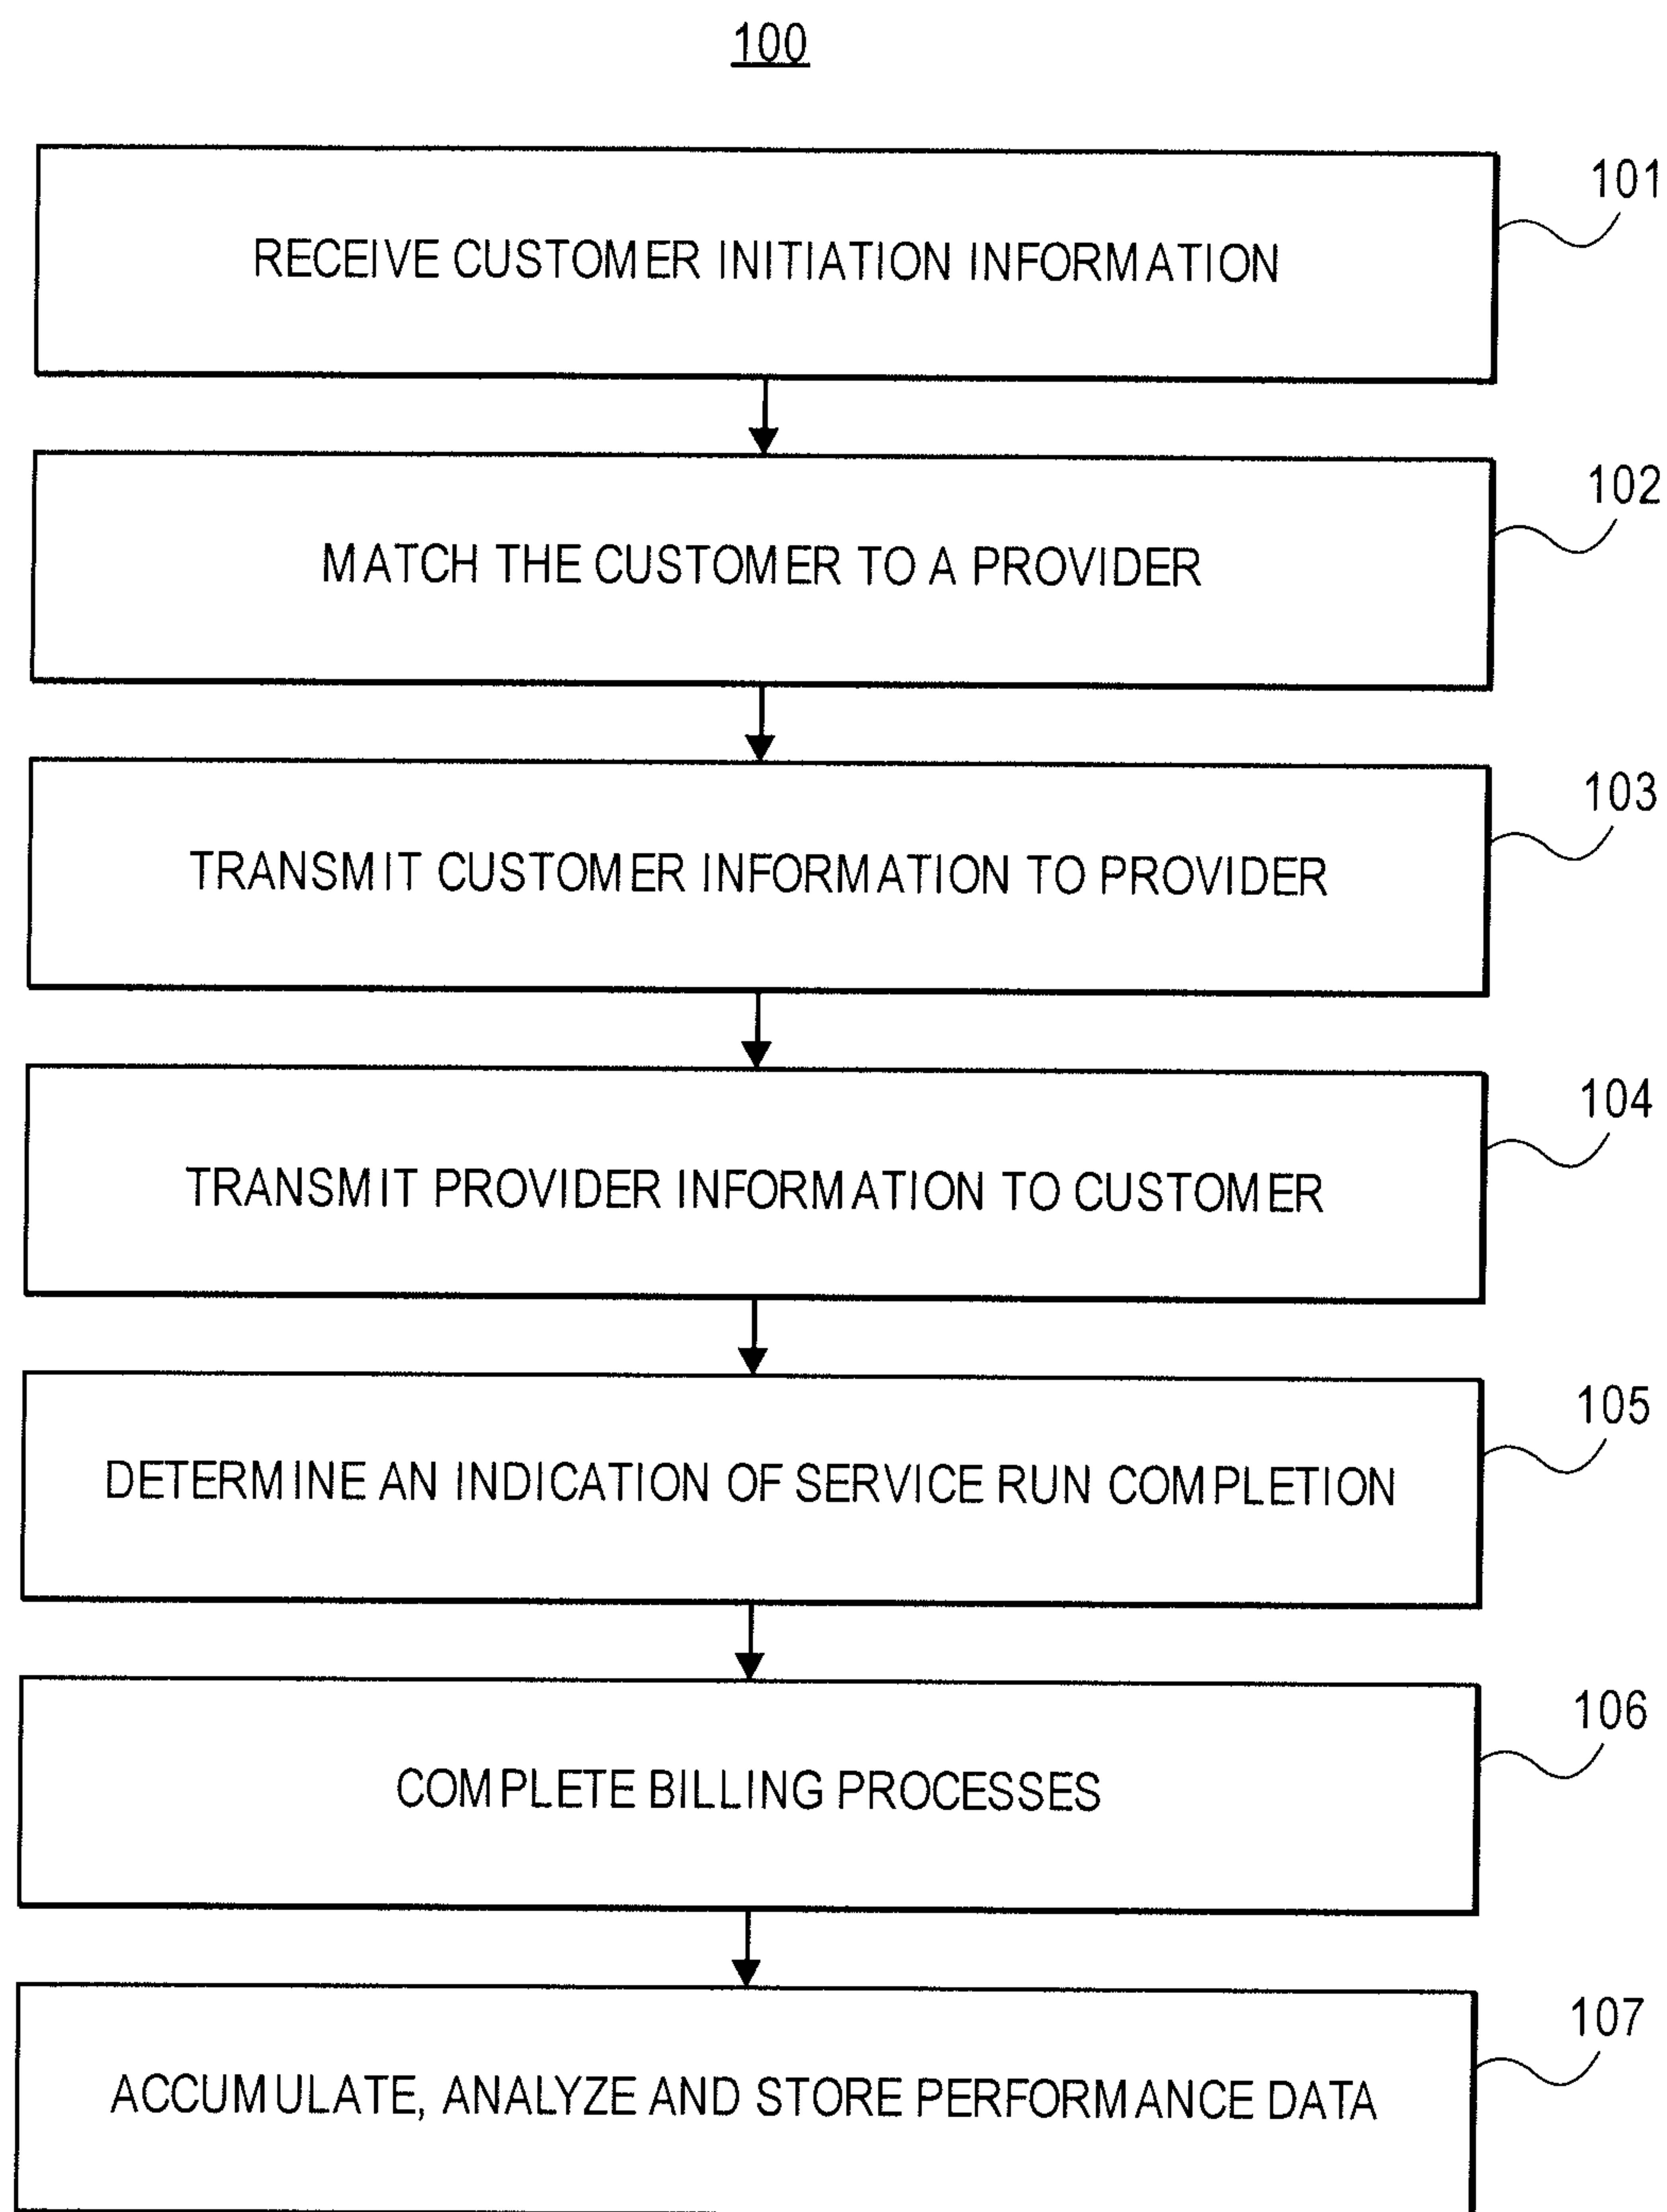 100
RECEIVE CUSTOMER INITIATION INFORMATION
101
MATCH THE CUSTOMER TO A PROVIDER
102
TRANSMIT CUSTOMER INFORMATION TO PROVIDER
103
TRANSMIT PROVIDER INFORMATION TO CUSTOMER
104
DETERMINE AN INDICATION OF SERVICE RUN COMPLETION
105
COMPLETE BILLING PROCESSES
106
ACCUMULATE, ANALYZE AND STORE PERFORMANCE DATA
107